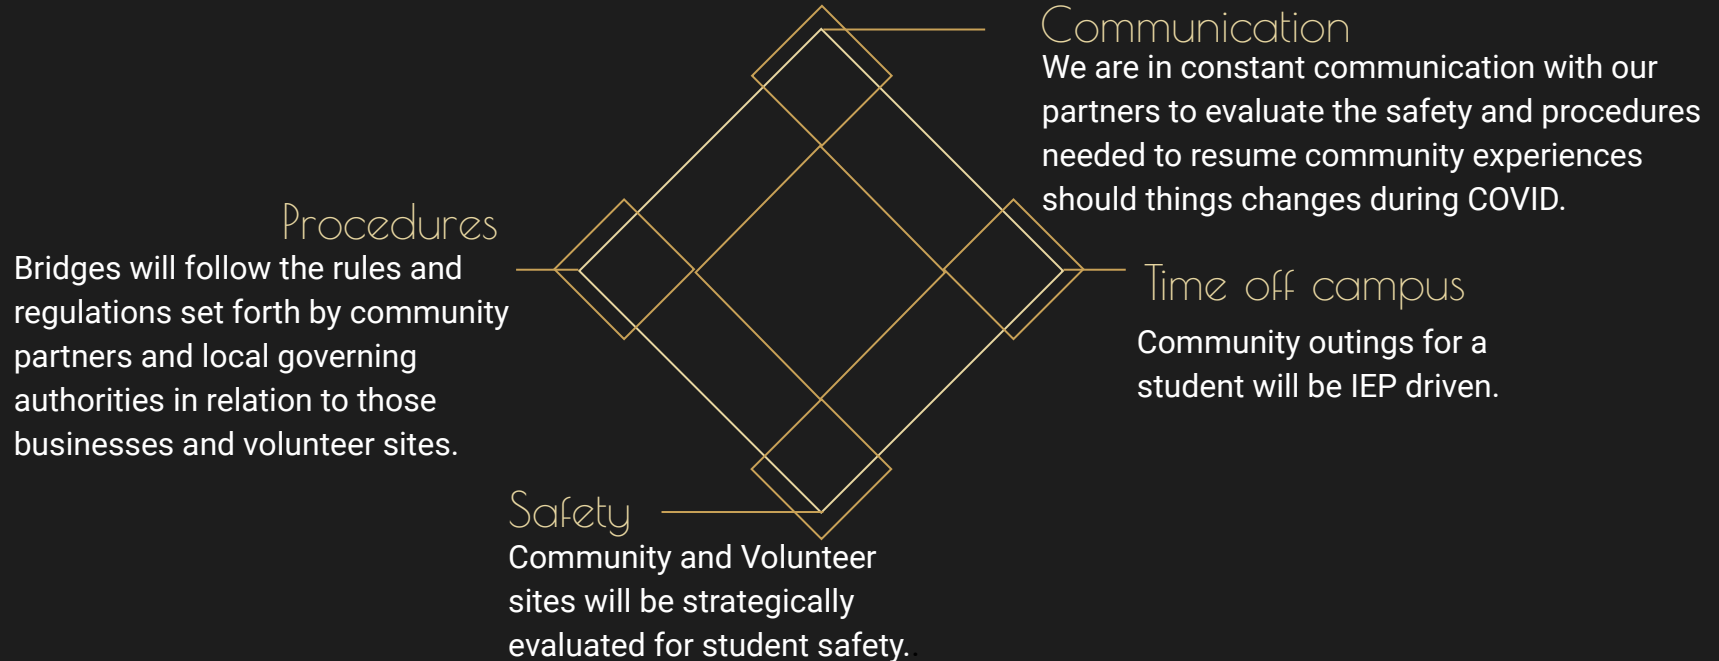 Communication
We are in constant communication with our
partners to evaluate the safety and procedures
needed to resume community experiences
should things changes during COVID.
Procedures
Bridges will follow the rules and
regulations set forth by community
partners and local governing
authorities in relation to those
businesses and volunteer sites.
Time off campus
Community outings for a
student will be IEP driven.
Safety
Community and Volunteer
sites will be strategically
evaluated for student safety..